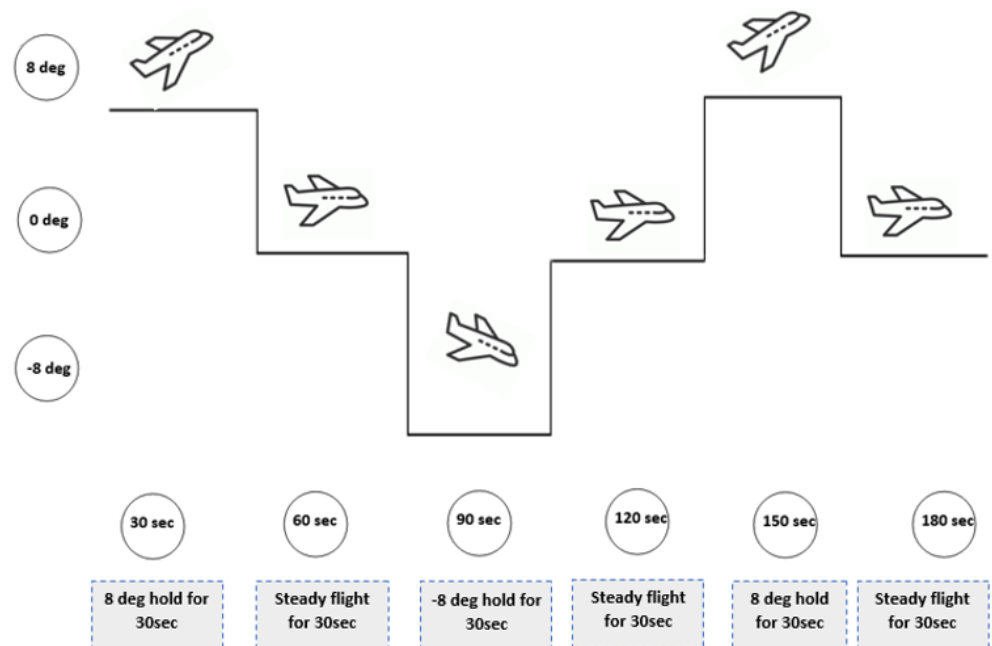 8 deg
0 deg
-8 deg
30 sec
60 sec
90 sec
120 sec
150 sec
180 sec
8 deg hold for
30sec
Steady flight
for 30sec
-8 deg hold for
30sec
Steady flight
for 30sec
8 deg hold
for 30sec
Steady flight
for 30sec